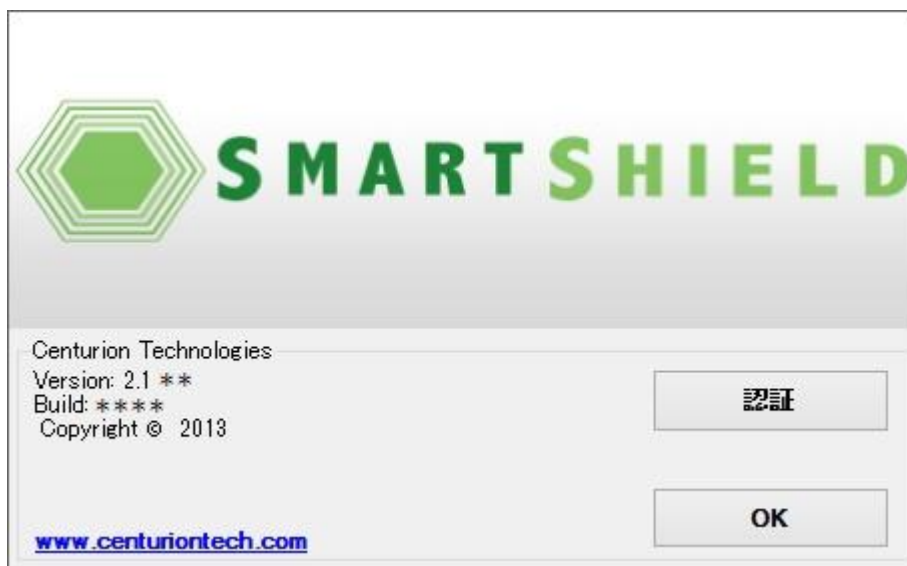 SMARTSHIELD
Centurion Technologies
Version: 2.1 **
Build: ****
Copyright © 2013
認証
OK
www.centuriontech.com